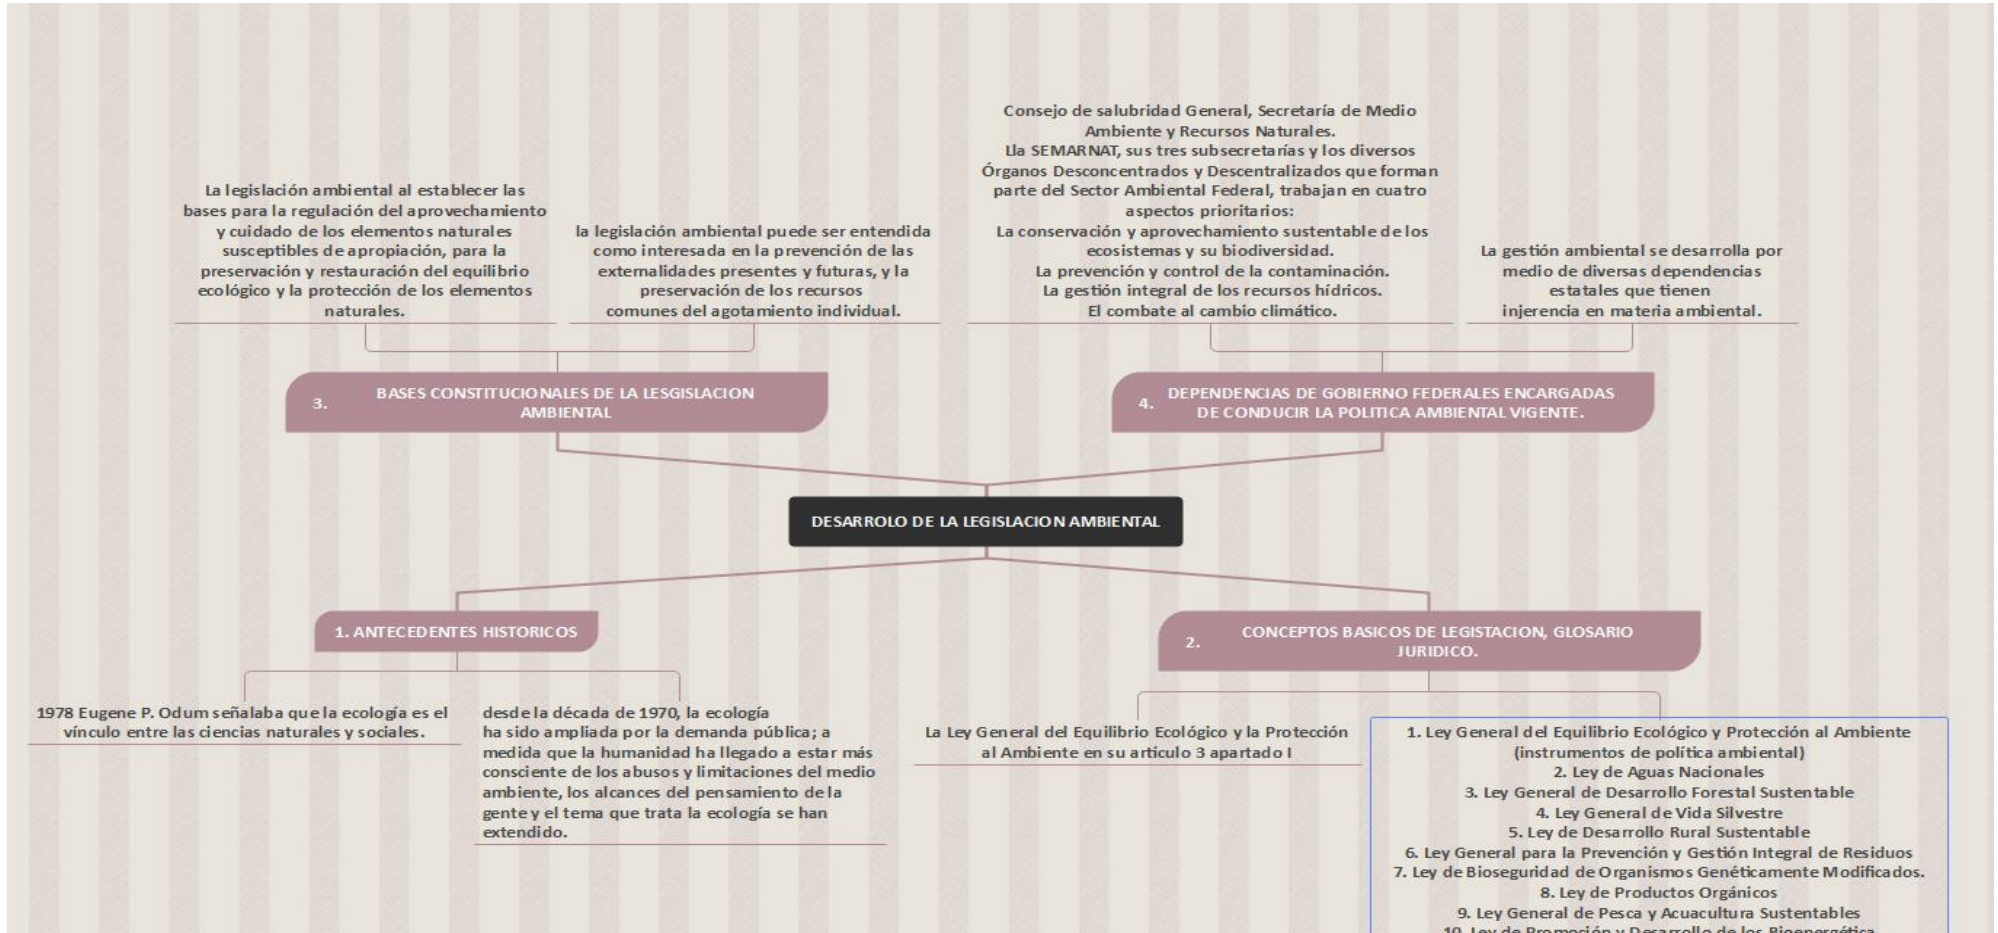 Consejo de salubridad General, Secretaría de Medio
Ambiente y Recursos Naturales.
Lla SEMARNAT, sus tres subsecretarías y los diversos
Órganos Desconcentrados y Descentralizados que forman
parte del Sector Ambiental Federal, trabajan en cuatro
aspectos prioritarios:
La conservación y aprovechamiento sustentable de los
ecosistemas y su biodiversidad.
La prevención y control de la contaminación.
La gestión integral de los recursos hídricos.
El combate al cambio climático.
La legislación ambiental al establecer las
bases para la regulación del aprovechamiento
y cuidado de los elementos naturales
susceptibles de apropiación, para la
preservación y restauración del equilibrio
ecológico y la protección de los elementos
naturales.
la legislación ambiental puede ser entendida
como interesada en la prevención de las
externalidades presentes y futuras, y la
preservación de los recursos
comunes del agotamiento individual.
La gestión ambiental se desarrolla por
medio de diversas dependencias
estatales que tienen
injerencia en materia ambiental.
3. BASES CONSTITUCIONALES DE LA LESGISLACION
AMBIENTAL
4. DEPENDENCIAS DE GOBIERNO FEDERALES ENCARGADAS
DE CONDUCIR LA POLITICA AMBIENTAL VIGENTE.
DESARROLO DE LA LEGISLACION AMBIENTAL
1. ANTECEDENTES HISTORICOS
2. CONCEPTOS BASICOS DE LEGISTACION, GLOSARIO
JURIDICO.
1978 Eugene P. Odum señalaba que la ecología es el
vínculo entre las ciencias naturales y sociales.
desde la década de 1970, la ecología
ha sido ampliada por la demanda pública; a
medida que la humanidad ha llegado a estar más
consciente de los abusos y limitaciones del medio
ambiente, los alcances del pensamiento de la
gente y el tema que trata la ecología se han
extendido.
La Ley General del Equilibrio Ecológico y la Protección
al Ambiente en su articulo 3 apartado I
1. Ley General del Equilibrio Ecológico y Protección al Ambiente
(instrumentos de política ambiental)
2. Ley de Aguas Nacionales
3. Ley General de Desarrollo Forestal Sustentable
4. Ley General de Vida Silvestre
5. Ley de Desarrollo Rural Sustentable
6. Ley General para la Prevención y Gestión Integral de Residuos
7. Ley de Bioseguridad de Organismos Genéticamente Modificados.
8. Ley de Productos Orgánicos
9. Ley General de Pesca y Acuacultura Sustentables
10. Ley de Promoción y Desarrollo de los Bioenergética